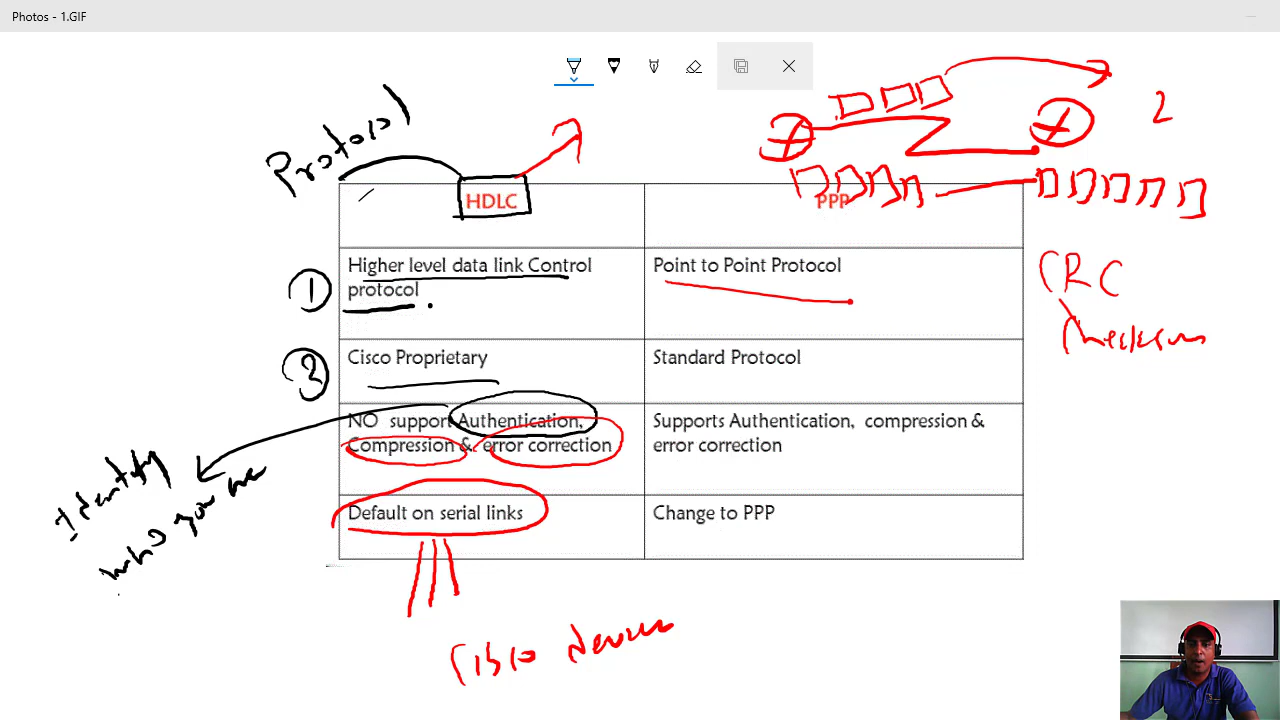 Photos - 1.GIF
Protocol
2
HDLC
PPP
1
Higher level data link Control
protocol
Point to Point Protocol
CRC
Checksum
Cisco Proprietary
Standard Protocol
NO support Authentication,
Compression & error correction
Supports Authentication, compression &
error correction
Identify
who you are
Default on serial links
Change to PPP
Cisco devices